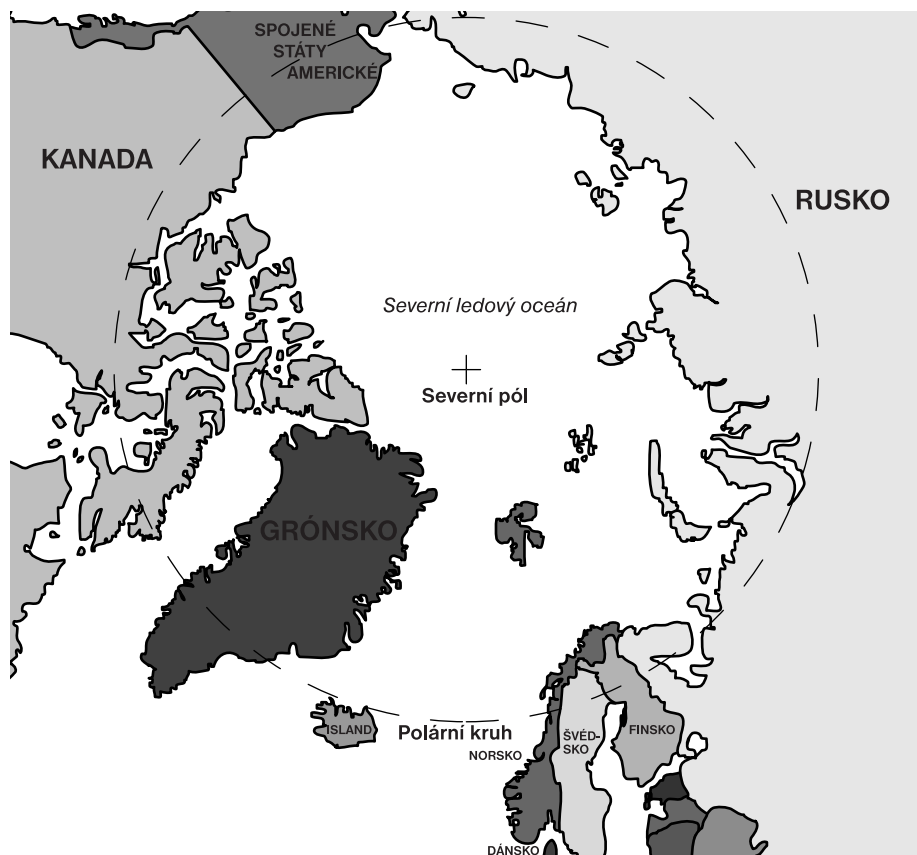 SPOJENÉ
STÁTY
AMERICKÉ
KANADA
RUSKO
Severní ledový oceán
Severní pól
GRÓNSKO
ISLAND
Polární kruh
NORSKO
ŠVÉD-
SKO
FINSKO
DÁNSKO